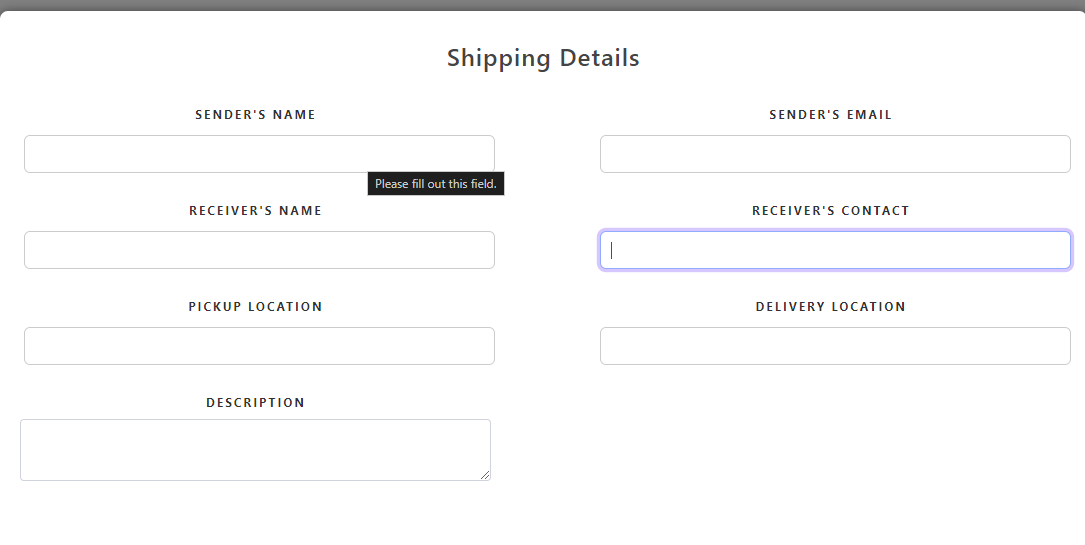 Shipping Details
SENDER'S NAME
SENDER'S EMAIL
Please fill out this field.
RECEIVER'S NAME
RECEIVER'S CONTACT
PICKUP LOCATION
DELIVERY LOCATION
DESCRIPTION